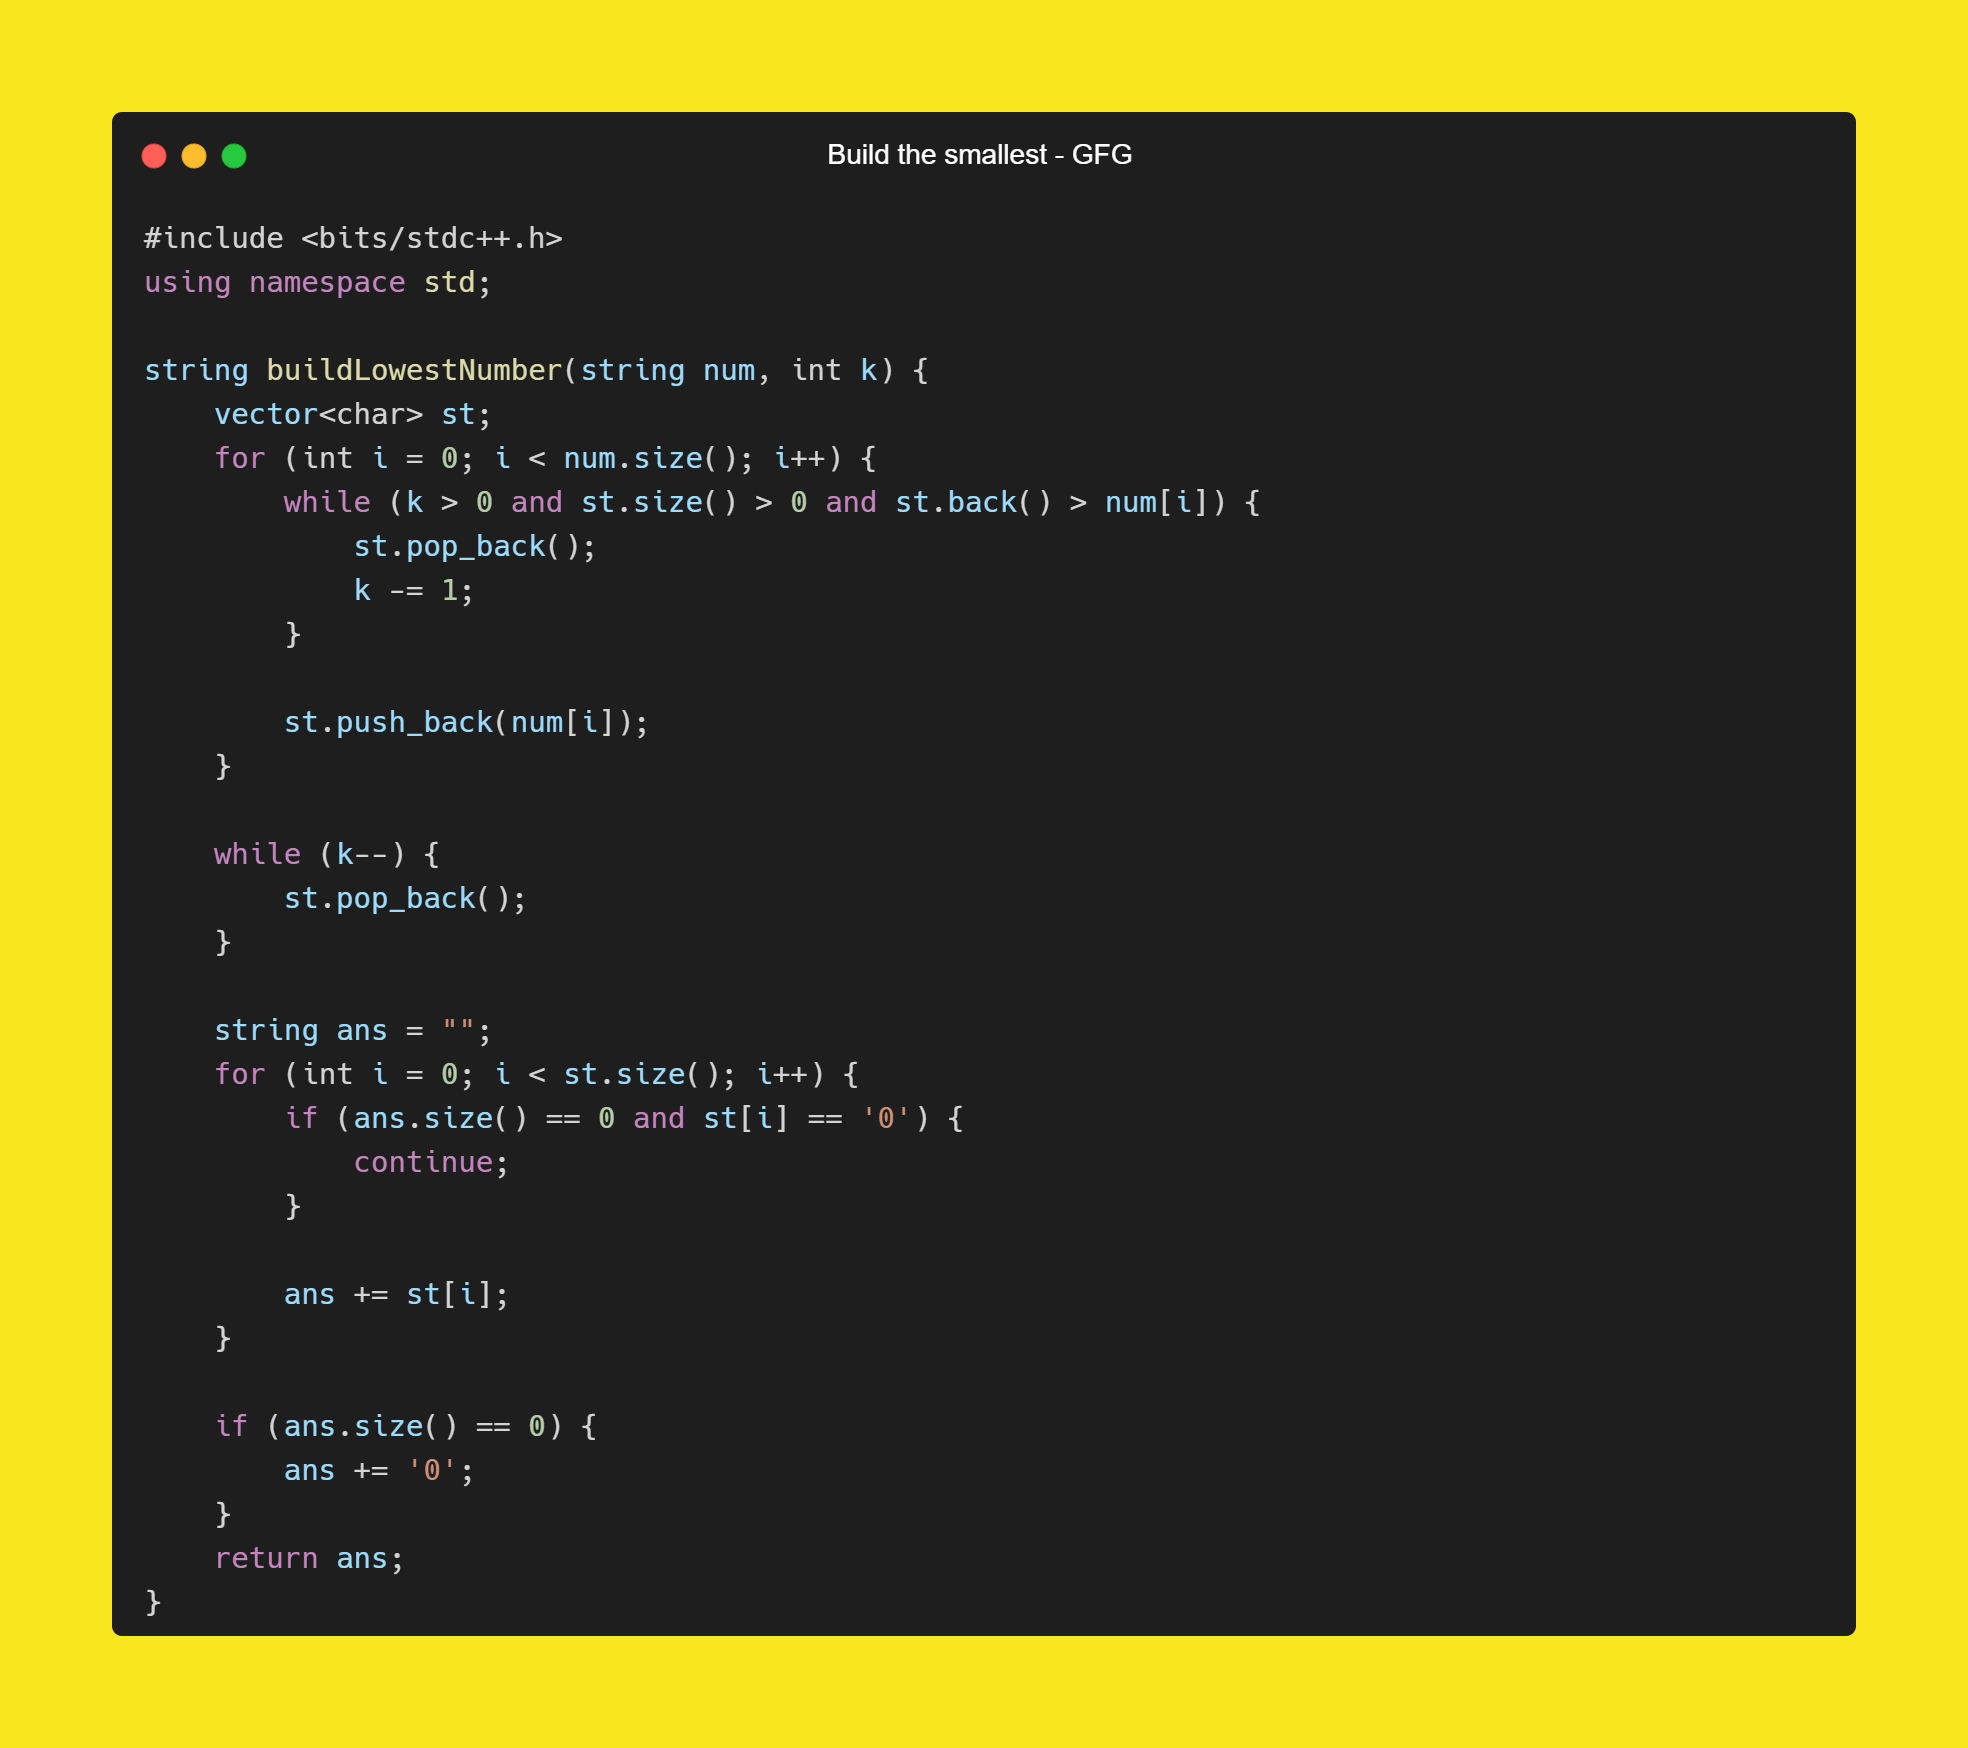 Build the smallest - GFG
#include <bits/stdc++.h>
using namespace std;
string buildLowestNumber(string num, int k) {
    vector<char> st;
    for (int i = 0; i < num.size(); i++) {
        while (k > 0 and st.size() > 0 and st.back() > num[i]) {
            st.pop_back();
            k -= 1;
        }
        st.push_back(num[i]);
    }
    while (k--) {
        st.pop_back();
    }
    string ans = "";
    for (int i = 0; i < st.size(); i++) {
        if (ans.size() == 0 and st[i] == '0') {
            continue;
        }
        ans += st[i];
    }
    if (ans.size() == 0) {
        ans += '0';
    }
    return ans;
}